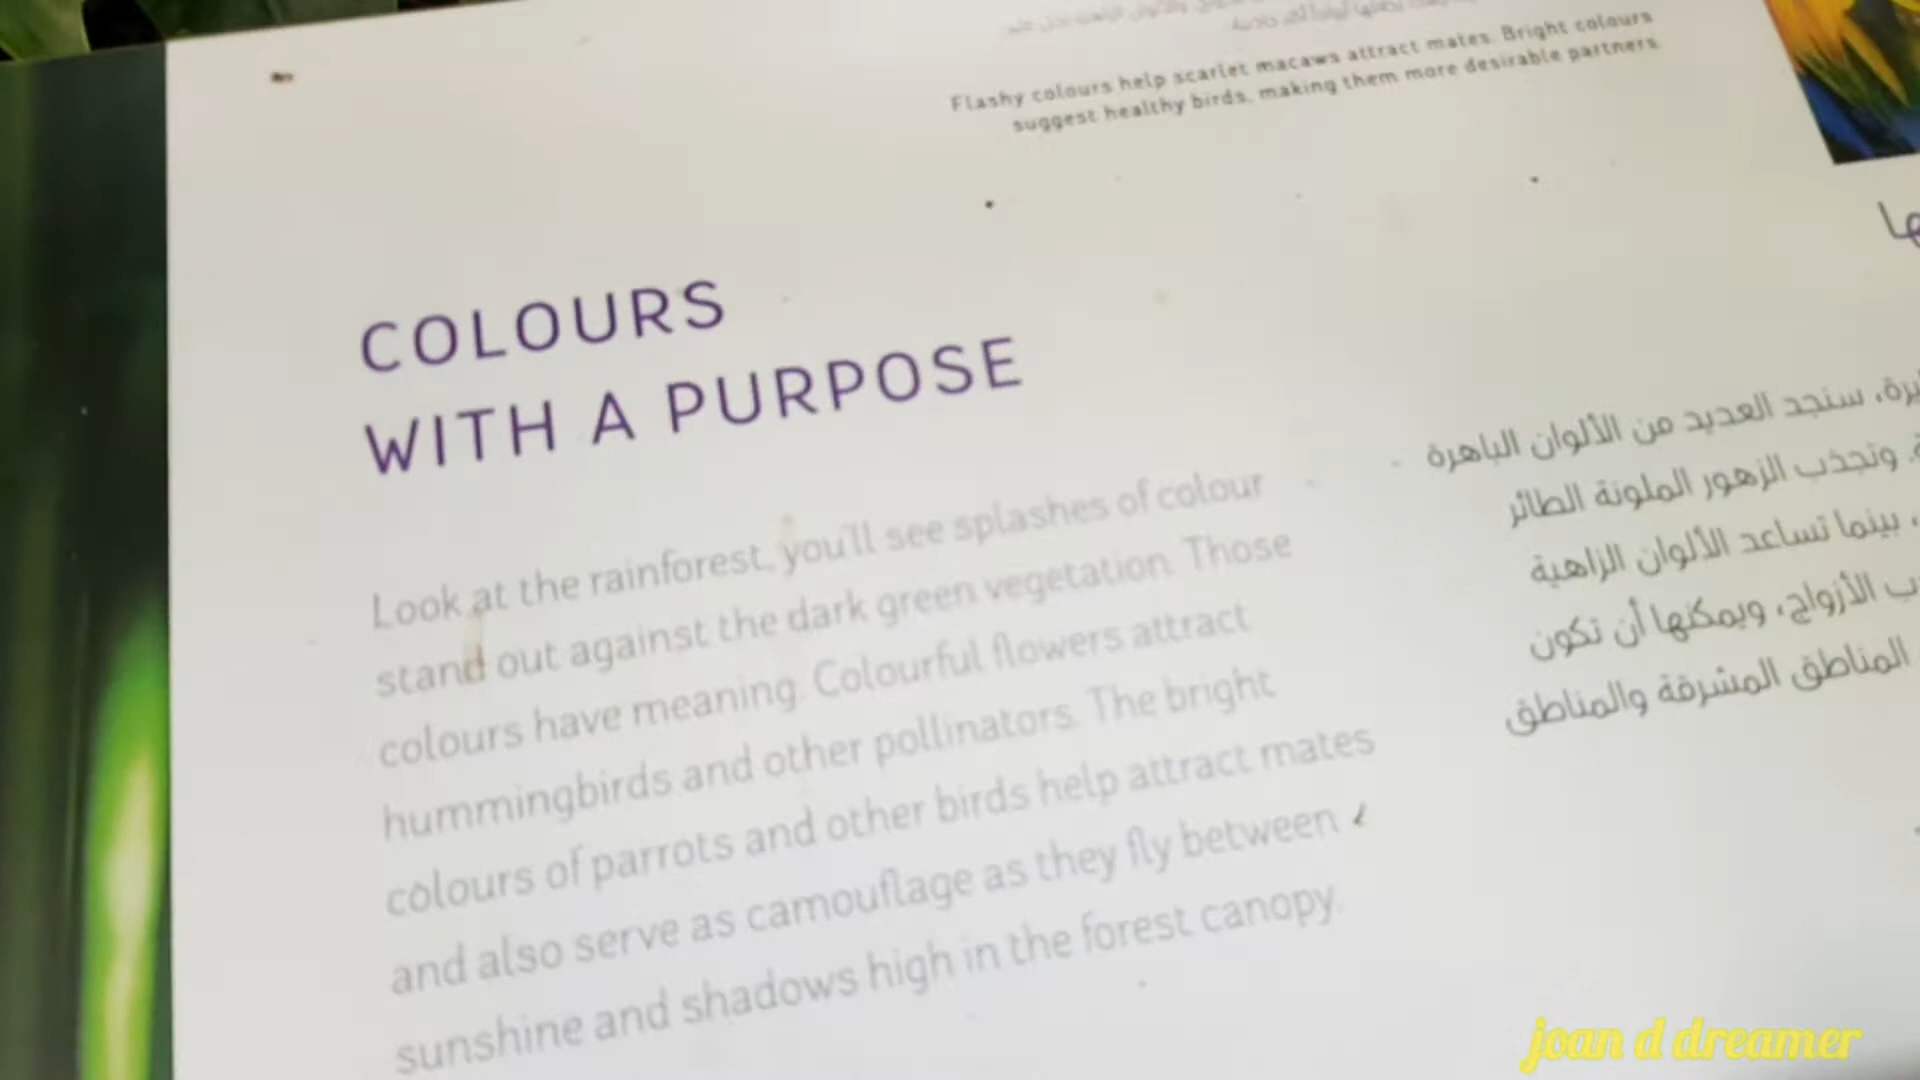 Flashy colours help scarlet macaws attract mates. Bright colours
suggest healthy birds, making them more desirable partners.
COLOURS
WITH A PURPOSE
Look at the rainforest, you'll see splashes of colour
stand out against the dark green vegetation. Those
colours have meaning. Colourful flowers attract
hummingbirds and other pollinators. The bright
colours of parrots and other birds help attract mates
and also serve as camouflage as they fly between
sunshine and shadows high in the forest canopy.
سنجد العديد من الألوان الباهرة
وتجذب الزهور الملونة الطائر
بينما تساعد الألوان الزاهية
الأزواج، ويمكنها أن تكون
المناطق المشرقة والمناطق
joan d dreamer